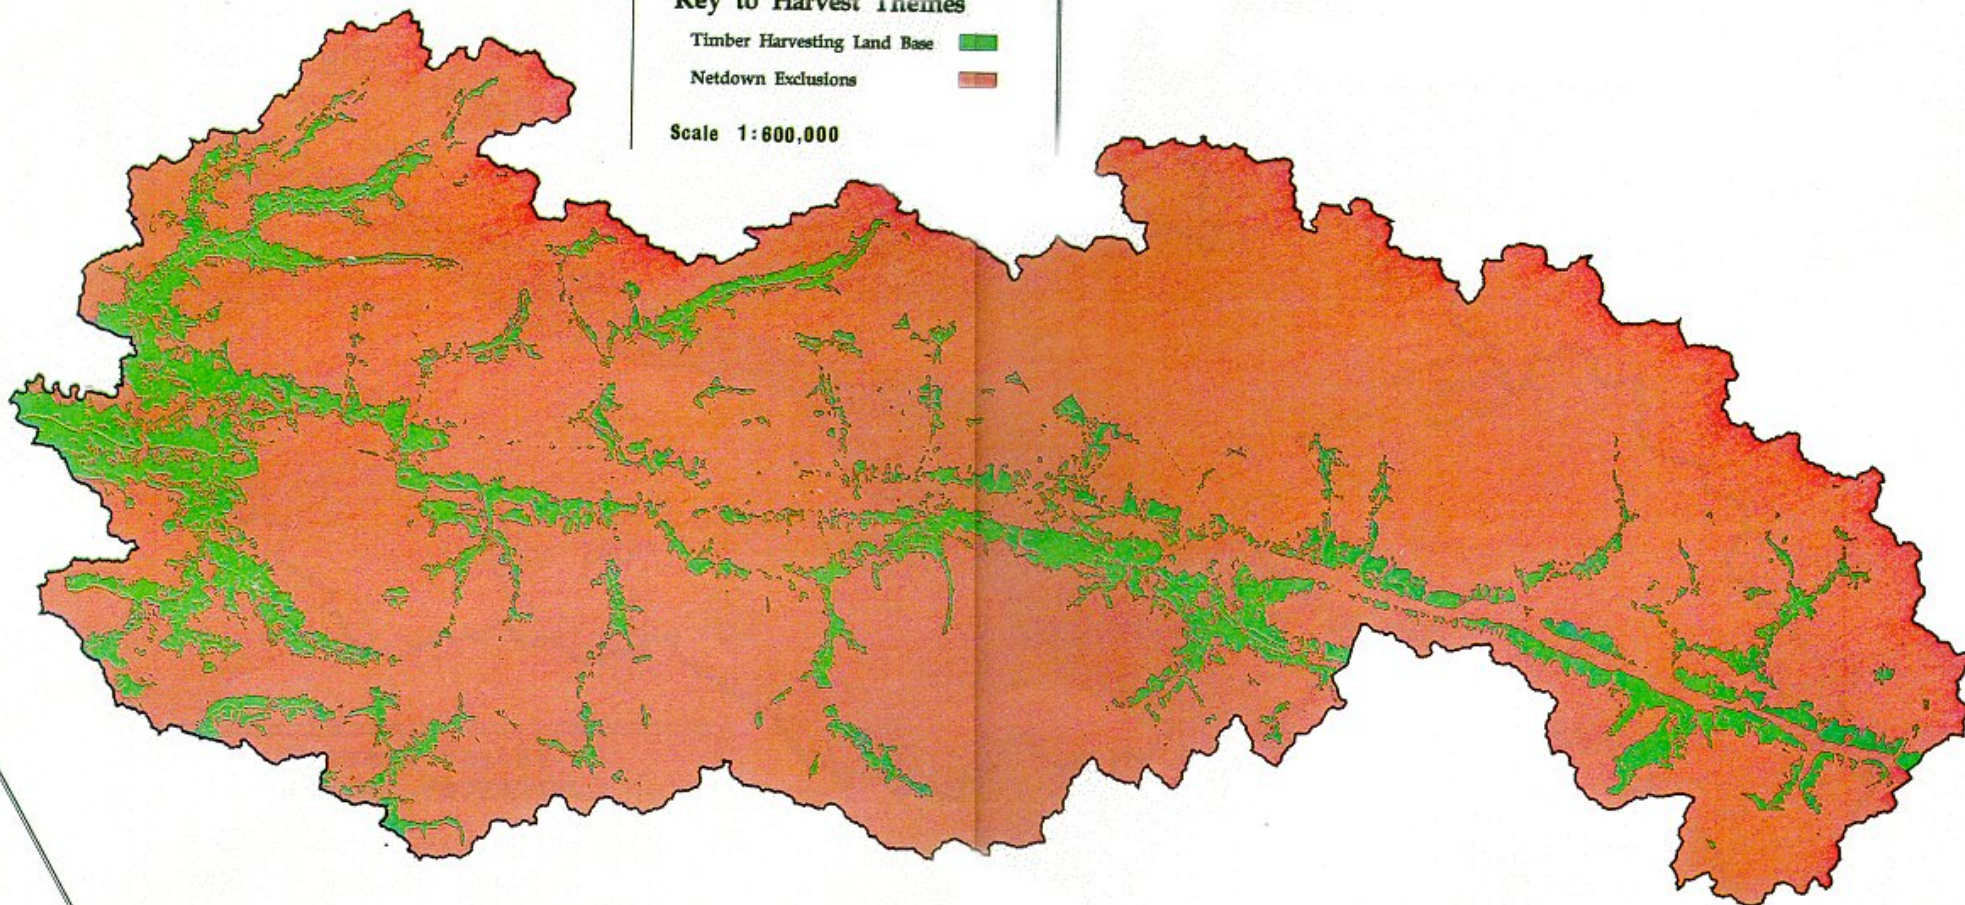 Key to Harvest Themes
Timber Harvesting Land Base
Netdown Exclusions
Scale 1:600,000